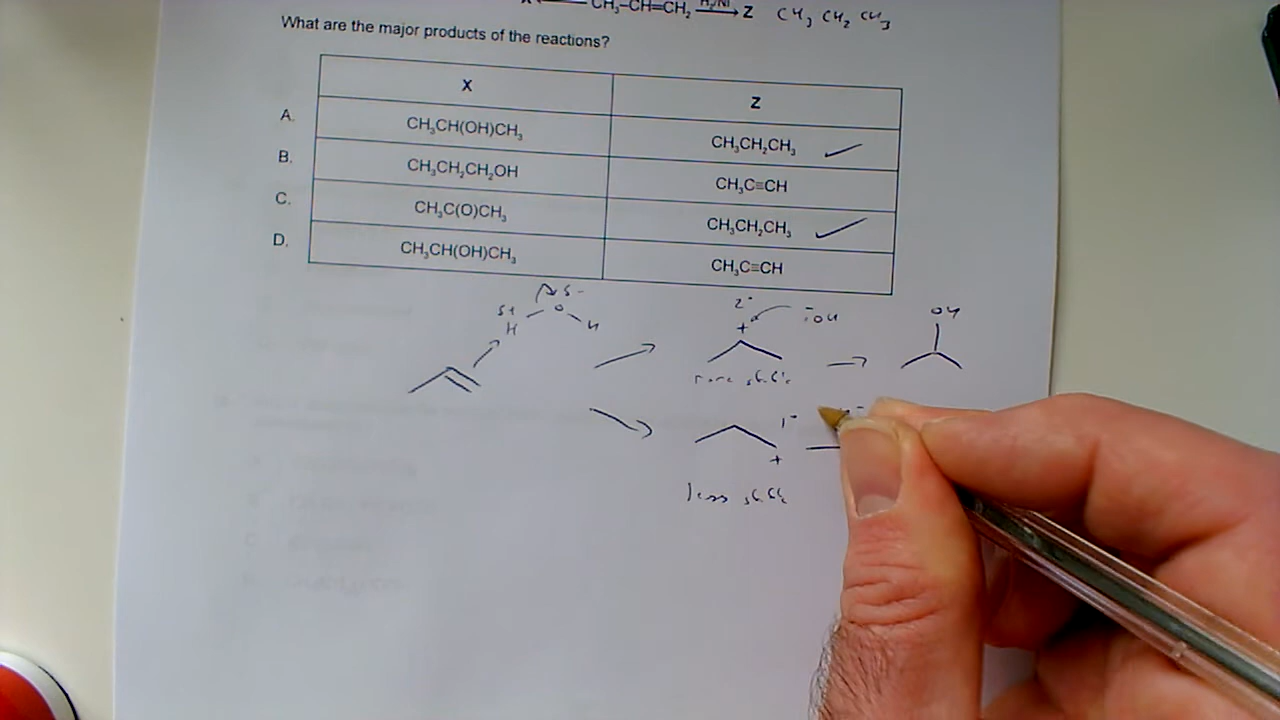 CH₃–CH=CH₂ H₂/Ni Z CH₃ CH₂ CH₃
What are the major products of the reactions?
X Z
A. CH₃CH(OH)CH₃ CH₃CH₂CH₃
B. CH₃CH₂CH₂OH CH₃C≡CH
C. CH₃C(O)CH₃ CH₃CH₂CH₃
D. CH₃CH(OH)CH₃ CH₃C≡CH
δ-
δ+ O
H H
2° :OH OH
+
more stable
1°
+
less stable